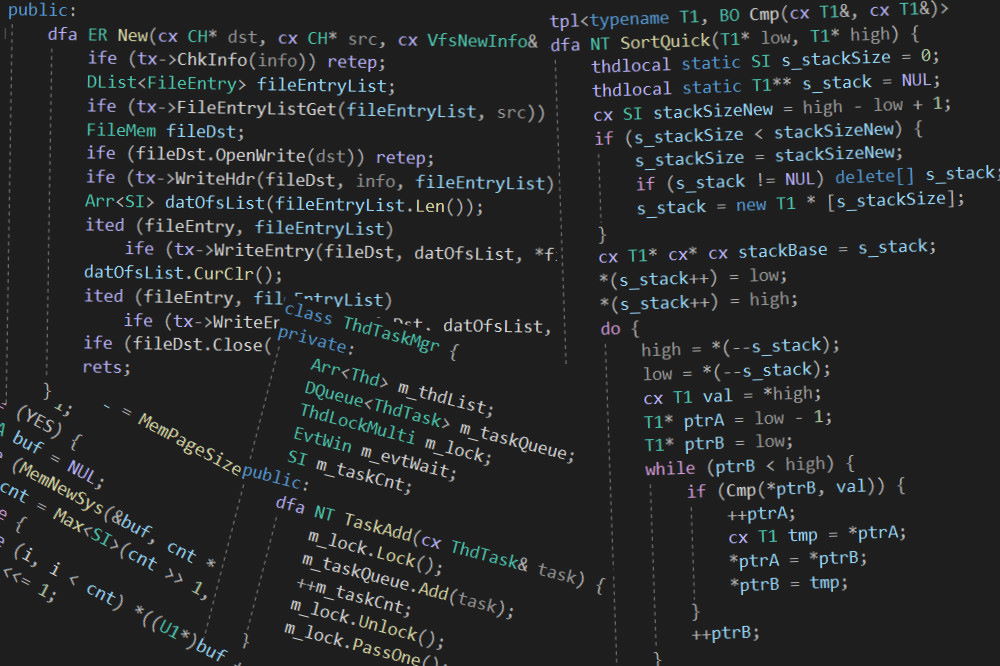 public:
dfa ER New(cx CH* dst, cx CH* src, cx VfsNewInfo&
ife (tx->ChkInfo(info)) retep;
DList<FileEntry> fileEntryList;
ife (tx->FileEntryListGet(fileEntryList, src))
FileMem fileDst;
ife (fileDst.OpenWrite(dst)) retep;
ife (tx->WriteHdr(fileDst, info, fileEntryList)
Arr<SI> datOfsList(fileEntryList.Len());
ited (fileEntry, fileEntryList)
ife (tx->WriteEntry(fileDst, datOfsList, *f
datOfsList.CurClr();
ited (fileEntry, fileEntryList)
ife (tx->WriteEn Dst, datOfsList,
ife (fileDst.Close(
rets;
}
= MemPageSize
(YES) {
buf = NUL;
(MemNewSys(&buf, cnt *
cnt = Max<SI>(cnt >> 1,
{
(i, i < cnt) *((U1*)buf
<<= 1;
class ThdTaskMgr {
private:
Arr<Thd> m_thdList;
DQueue<ThdTask> m_taskQueue;
ThdLockMulti m_lock;
EvtWin m_evtWait;
SI m_taskCnt;
public:
dfa NT TaskAdd(cx ThdTask& task) {
m_lock.Lock();
m_taskQueue.Add(task);
++m_taskCnt;
m_lock.Unlock();
m_lock.PassOne();
}
tpl<typename T1, BO Cmp(cx T1&, cx T1&)>
dfa NT SortQuick(T1* low, T1* high) {
thdlocal static SI s_stackSize = 0;
thdlocal static T1** s_stack = NUL;
cx SI stackSizeNew = high - low + 1;
if (s_stackSize < stackSizeNew) {
s_stackSize = stackSizeNew;
if (s_stack != NUL) delete[] s_stack;
s_stack = new T1 * [s_stackSize];
}
cx T1* cx* cx stackBase = s_stack;
*(s_stack++) = low;
*(s_stack++) = high;
do {
high = *(--s_stack);
low = *(--s_stack);
cx T1 val = *high;
T1* ptrA = low - 1;
T1* ptrB = low;
while (ptrB < high) {
if (Cmp(*ptrB, val)) {
++ptrA;
cx T1 tmp = *ptrA;
*ptrA = *ptrB;
*ptrB = tmp;
}
++ptrB;
}